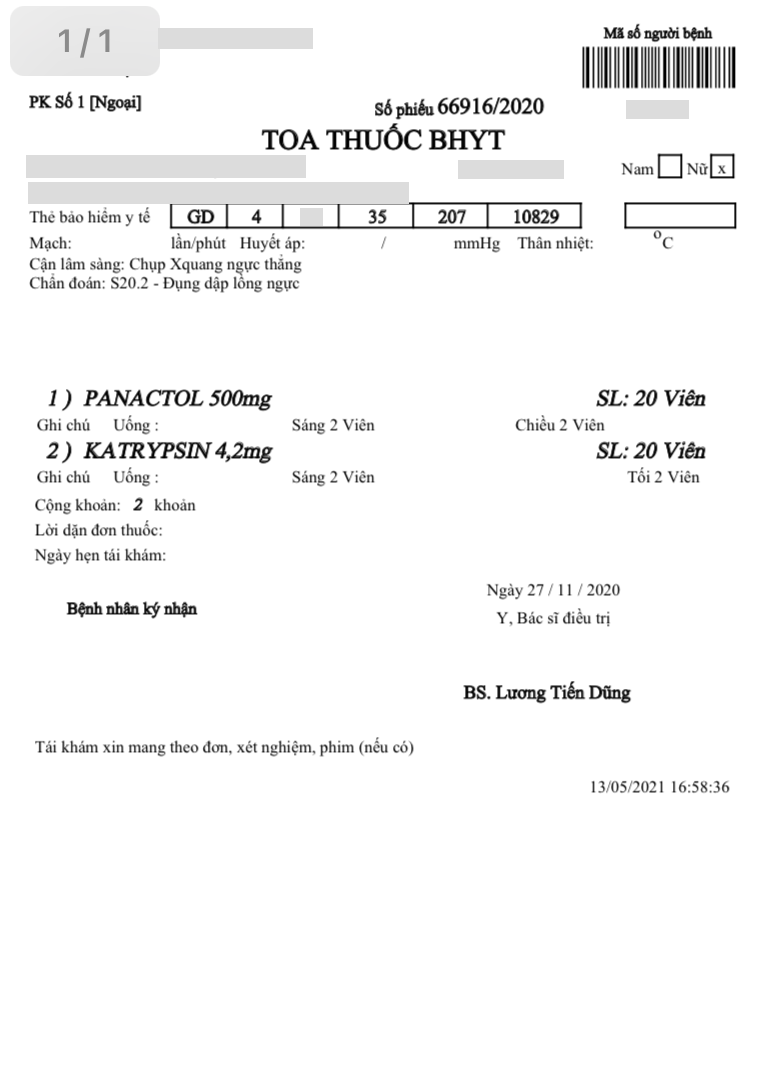 1/1
Mã số người bệnh
PK Số 1 [Ngoại]
Số phiếu 66916/2020
TOA THUỐC BHYT
Nam Nữ x
Thẻ bảo hiểm y tế GD 4 35 207 10829
Mạch: lần/phút Huyết áp: / mmHg Thân nhiệt: °C
Cận lâm sàng: Chụp Xquang ngực thẳng
Chẩn đoán: S20.2 - Đụng dập lồng ngực
1 ) PANACTOL 500mg SL: 20 Viên
Ghi chú Uống : Sáng 2 Viên Chiều 2 Viên
2 ) KATRYPSIN 4,2mg SL: 20 Viên
Ghi chú Uống : Sáng 2 Viên Tối 2 Viên
Cộng khoản: 2 khoản
Lời dặn đơn thuốc:
Ngày hẹn tái khám:
Ngày 27 / 11 / 2020
Bệnh nhân ký nhận
Y, Bác sĩ điều trị
BS. Lương Tiến Dũng
Tái khám xin mang theo đơn, xét nghiệm, phim (nếu có)
13/05/2021 16:58:36